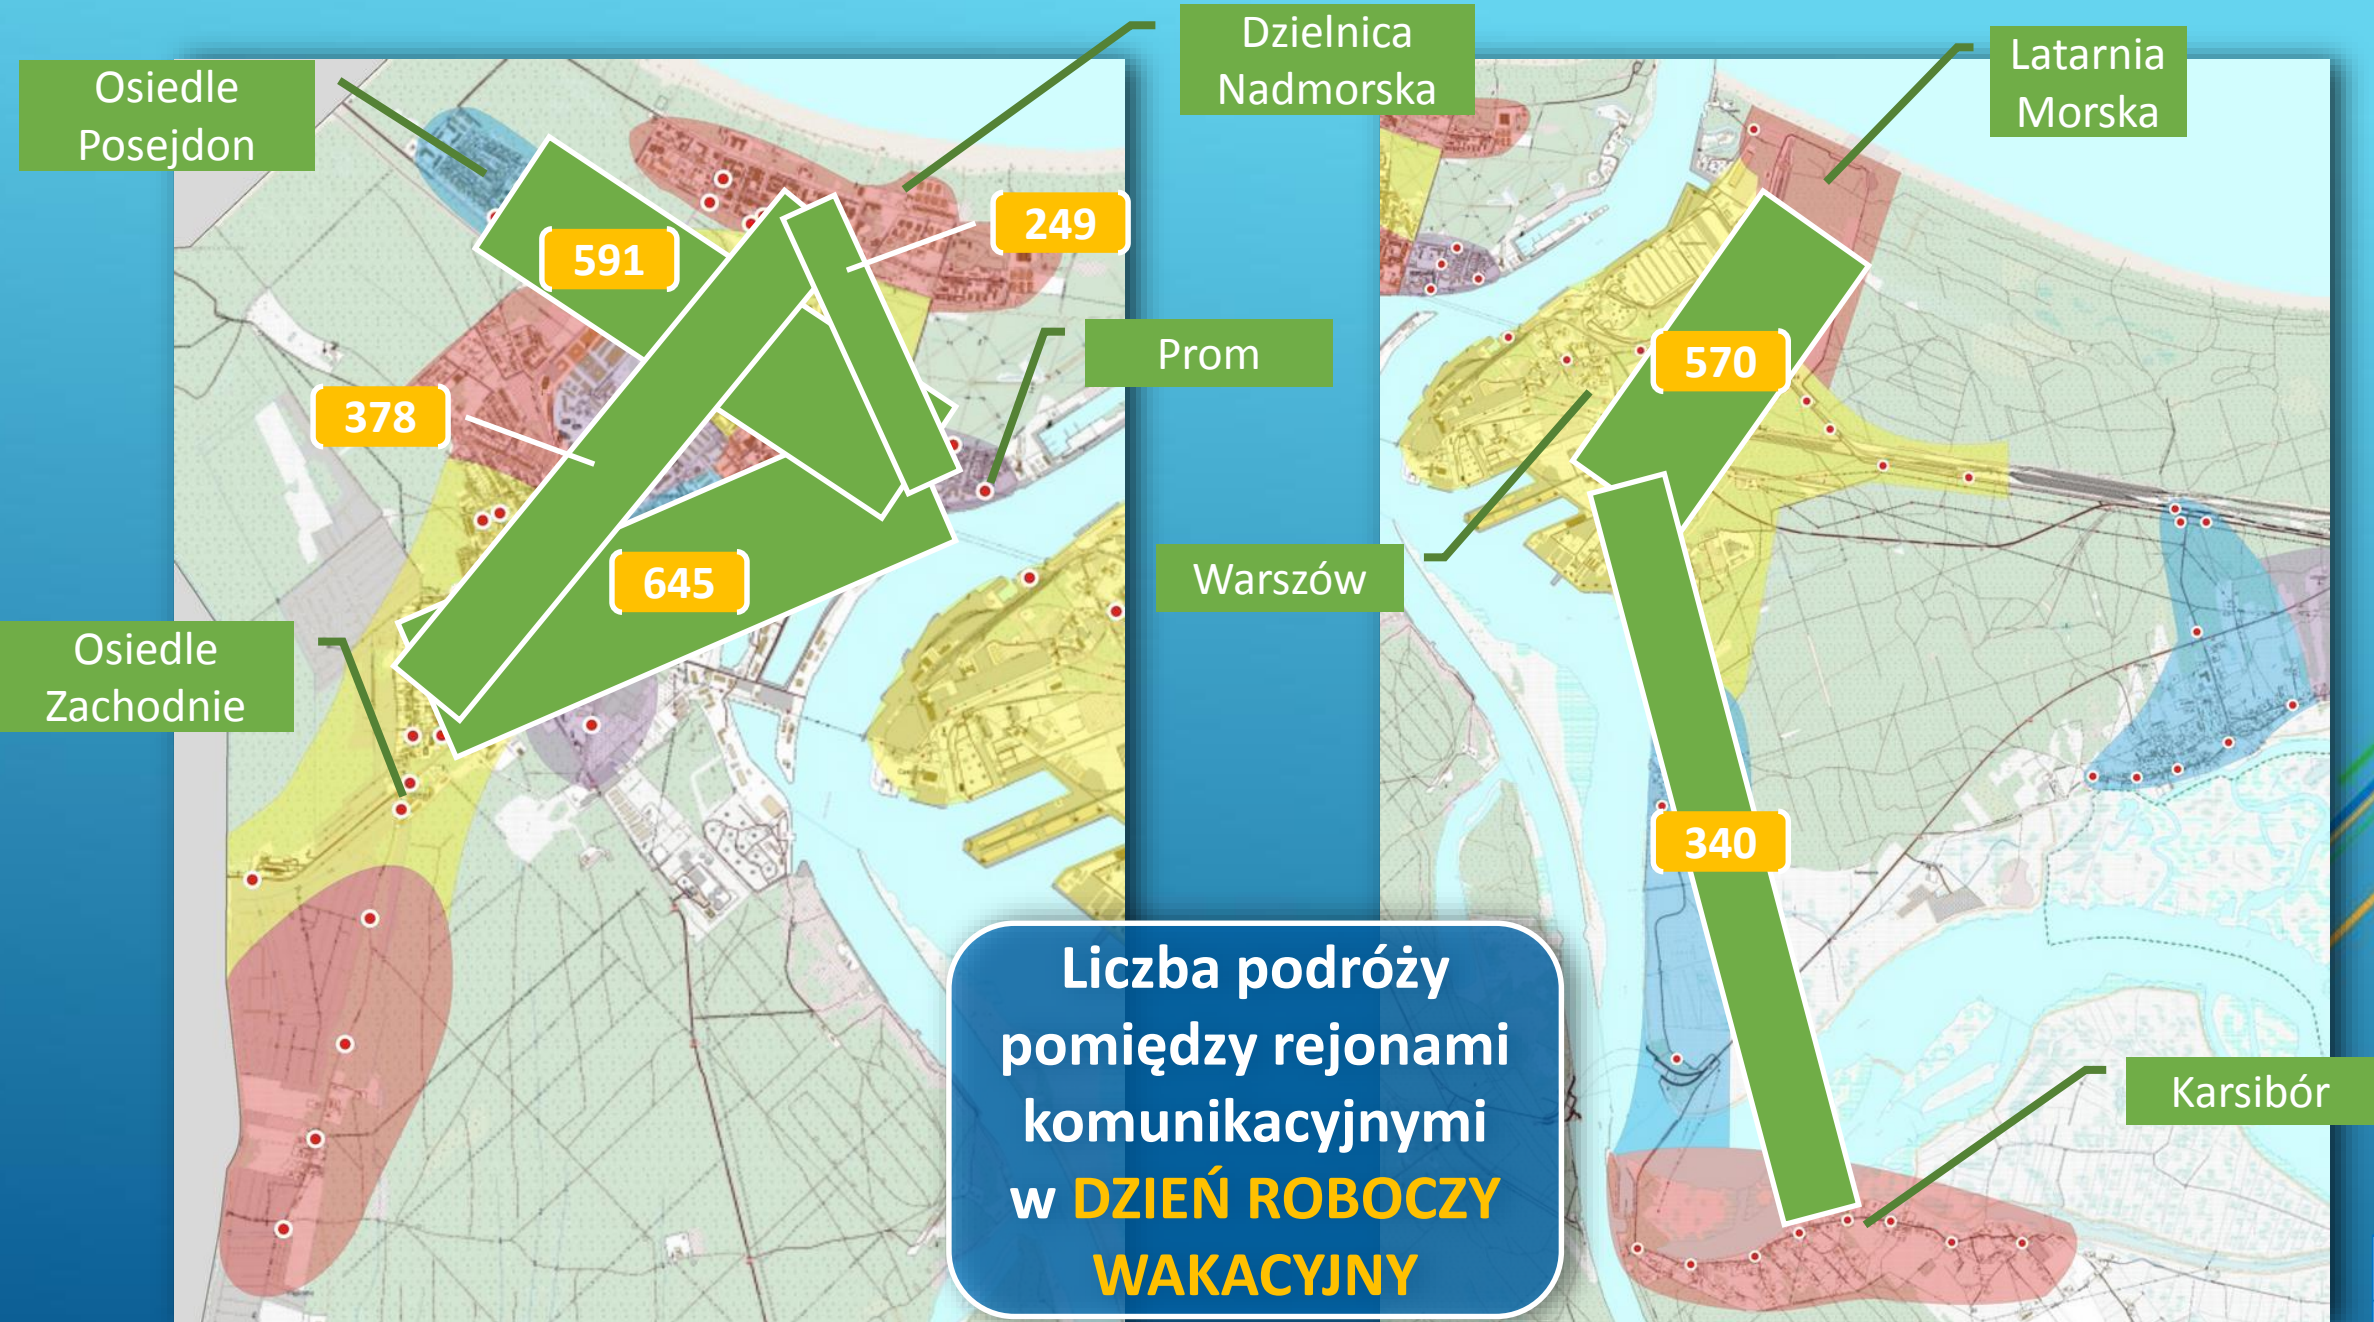 Osiedle
Posejdon
Dzielnica
Nadmorska
Latarnia
Morska
591
249
Prom
378
570
645
Warszów
Osiedle
Zachodnie
340
Liczba podróży
pomiędzy rejonami
komunikacyjnymi
w DZIEŃ ROBOCZY
WAKACYJNY
Karsibór